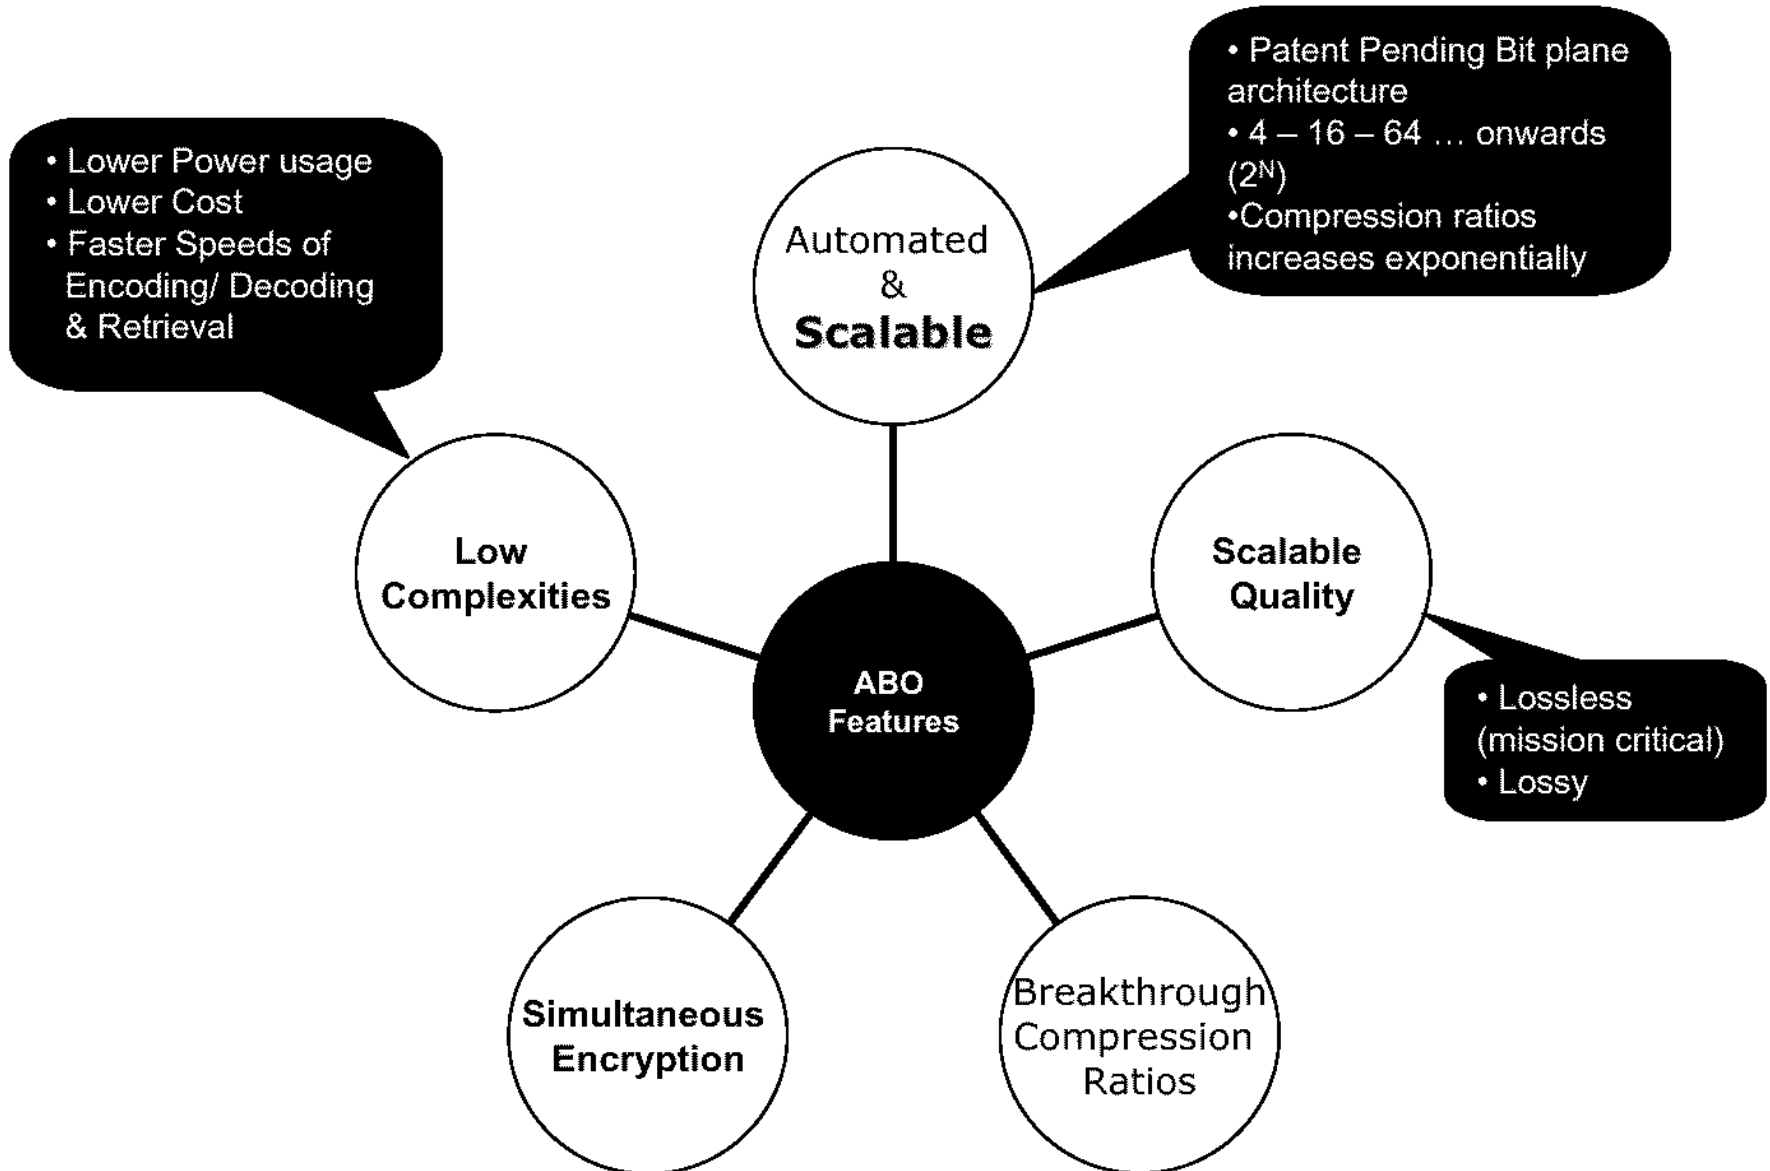 • Patent Pending Bit plane
architecture
• 4 – 16 – 64 ... onwards
(2ᴺ)
•Compression ratios
increases exponentially
• Lower Power usage
• Lower Cost
• Faster Speeds of
Encoding/ Decoding
& Retrieval
Automated
&
Scalable
Low
Complexities
Scalable
Quality
ABO
Features
• Lossless
(mission critical)
• Lossy
Simultaneous
Encryption
Breakthrough
Compression
Ratios